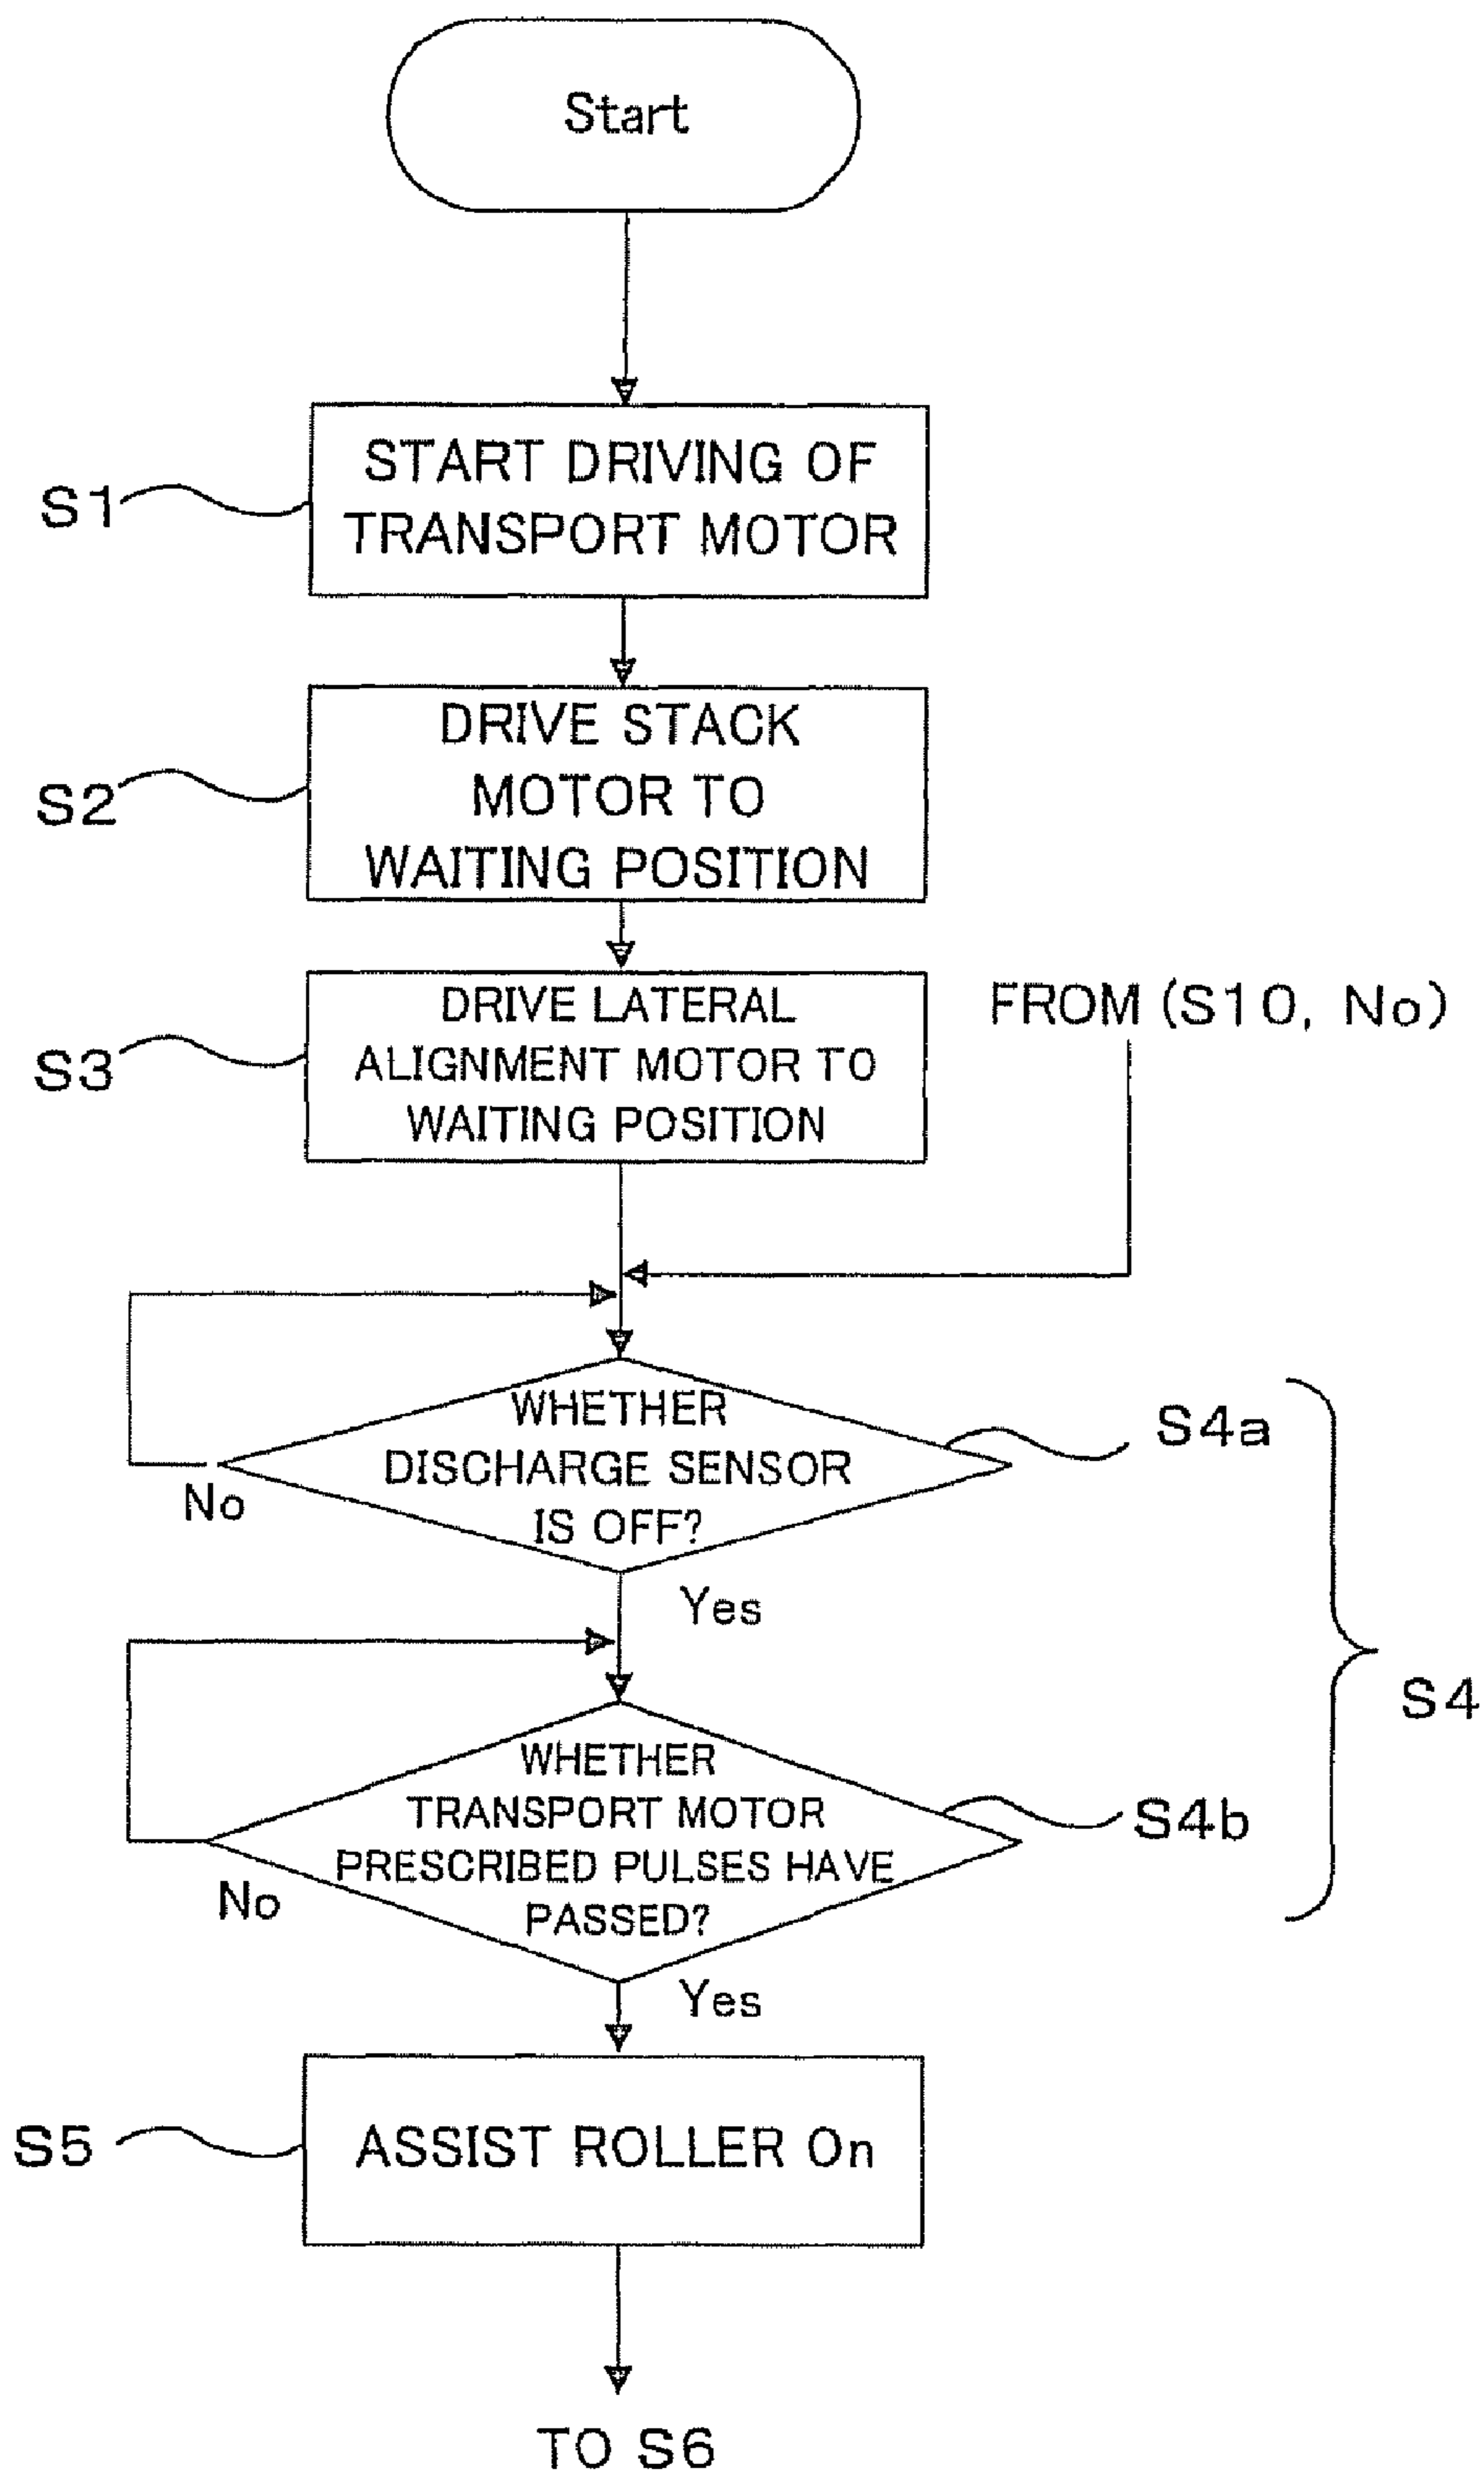 Start
S1
START DRIVING OF
TRANSPORT MOTOR
S2
DRIVE STACK
MOTOR TO
WAITING POSITION
S3
DRIVE LATERAL
ALIGNMENT MOTOR TO
WAITING POSITION
FROM (S10, No)
WHETHER
DISCHARGE SENSOR
IS OFF?
S4a
No
Yes
S4
WHETHER
TRANSPORT MOTOR
PRESCRIBED PULSES HAVE
PASSED?
S4b
No
Yes
S5
ASSIST ROLLER On
TO S6